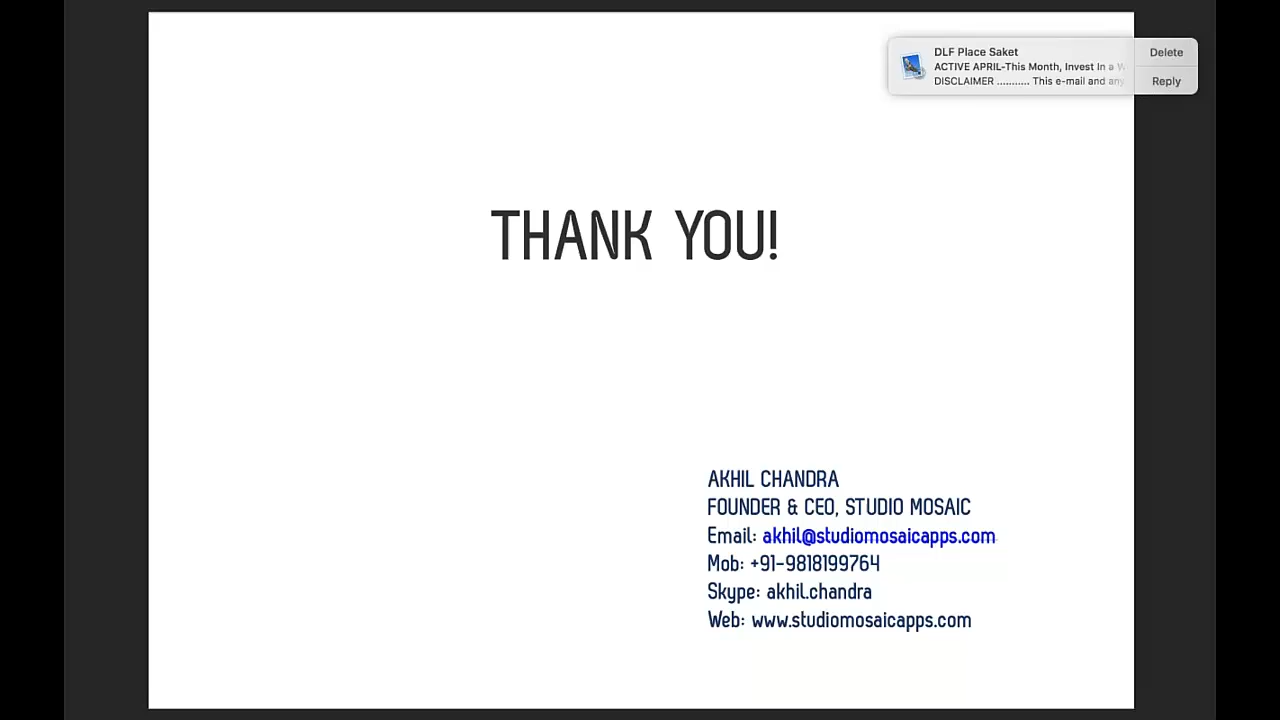 DLF Place Saket
ACTIVE APRIL-This Month, Invest In a
DISCLAIMER ........... This e-mail and any
Delete
Reply
THANK YOU!
AKHIL CHANDRA
FOUNDER & CEO, STUDIO MOSAIC
Email: akhil@studiomosaicapps.com
Mob: +91-9818199764
Skype: akhil.chandra
Web: www.studiomosaicapps.com